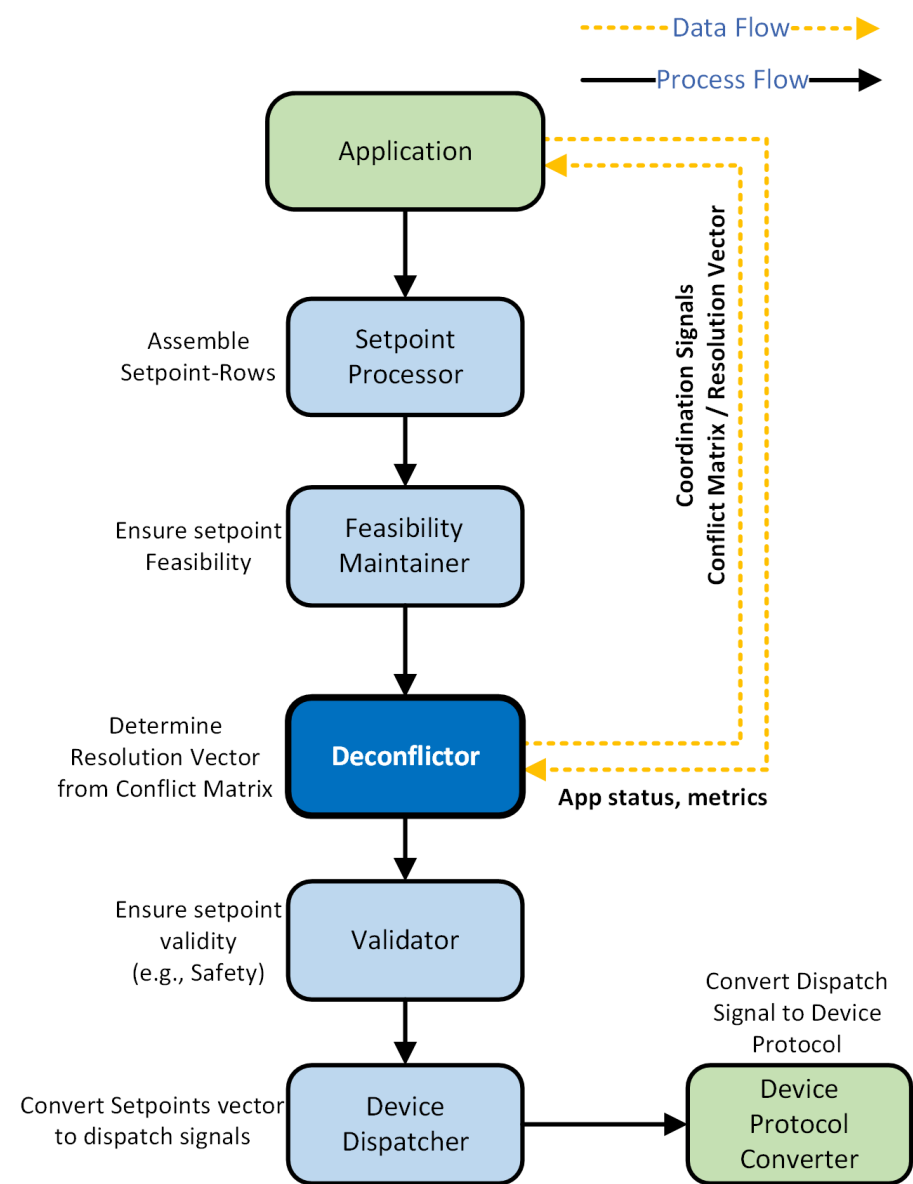 Data Flow
Process Flow
Application
Assemble
Setpoint-Rows
Setpoint
Processor
Coordination Signals
Conflict Matrix / Resolution Vector
Ensure setpoint
Feasibility
Feasibility
Maintainer
Determine
Resolution Vector
from Conflict Matrix
Deconflictor
App status, metrics
Ensure setpoint
validity
(e.g., Safety)
Validator
Convert Dispatch
Signal to Device
Protocol
Convert Setpoints vector
to dispatch signals
Device
Dispatcher
Device
Protocol
Converter